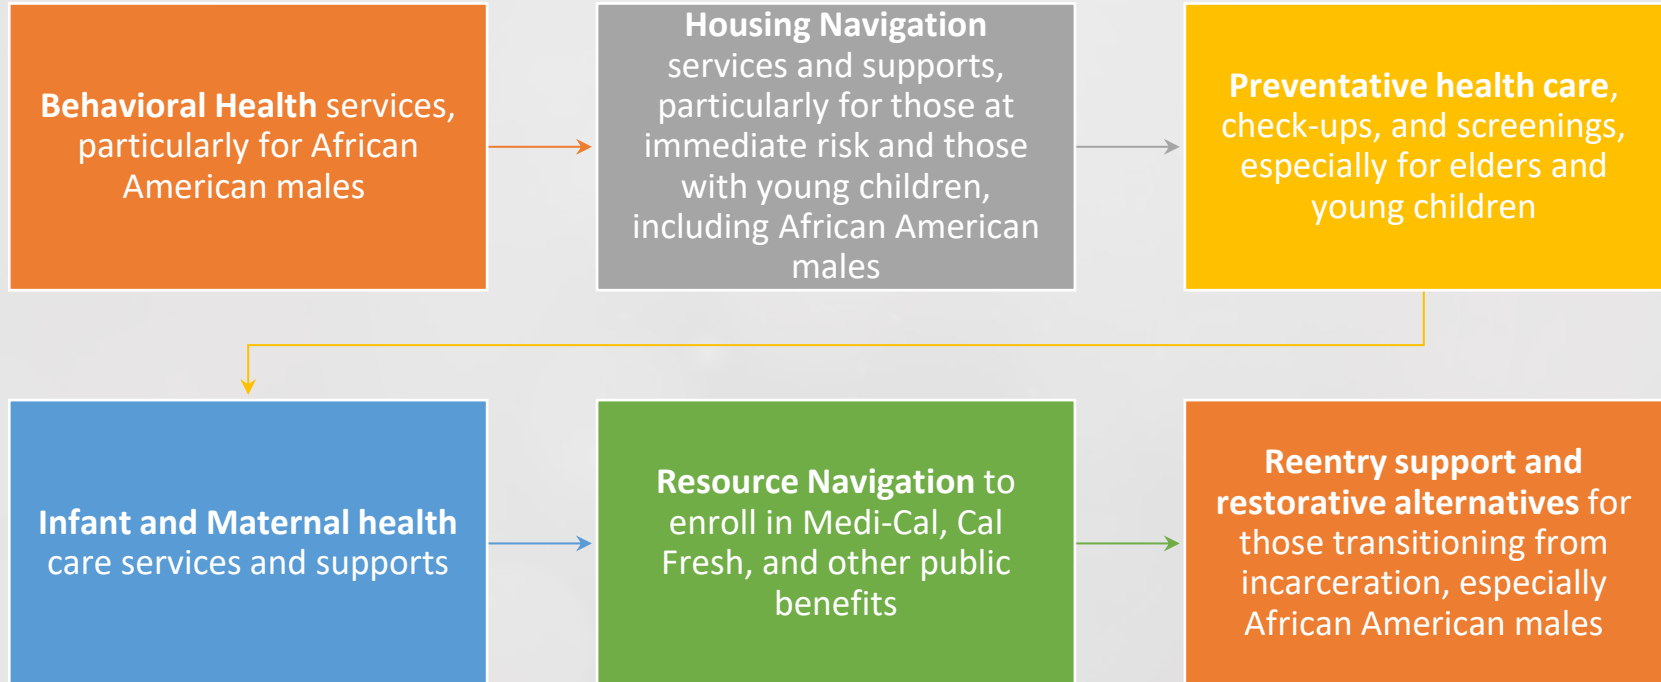 Behavioral Health services,
particularly for African
American males
Housing Navigation
services and supports,
particularly for those at
immediate risk and those
with young children,
including African American
males
Preventative health care,
check-ups, and screenings,
especially for elders and
young children
Infant and Maternal health
care services and supports
Resource Navigation to
enroll in Medi-Cal, Cal
Fresh, and other public
benefits
Reentry support and
restorative alternatives for
those transitioning from
incarceration, especially
African American males